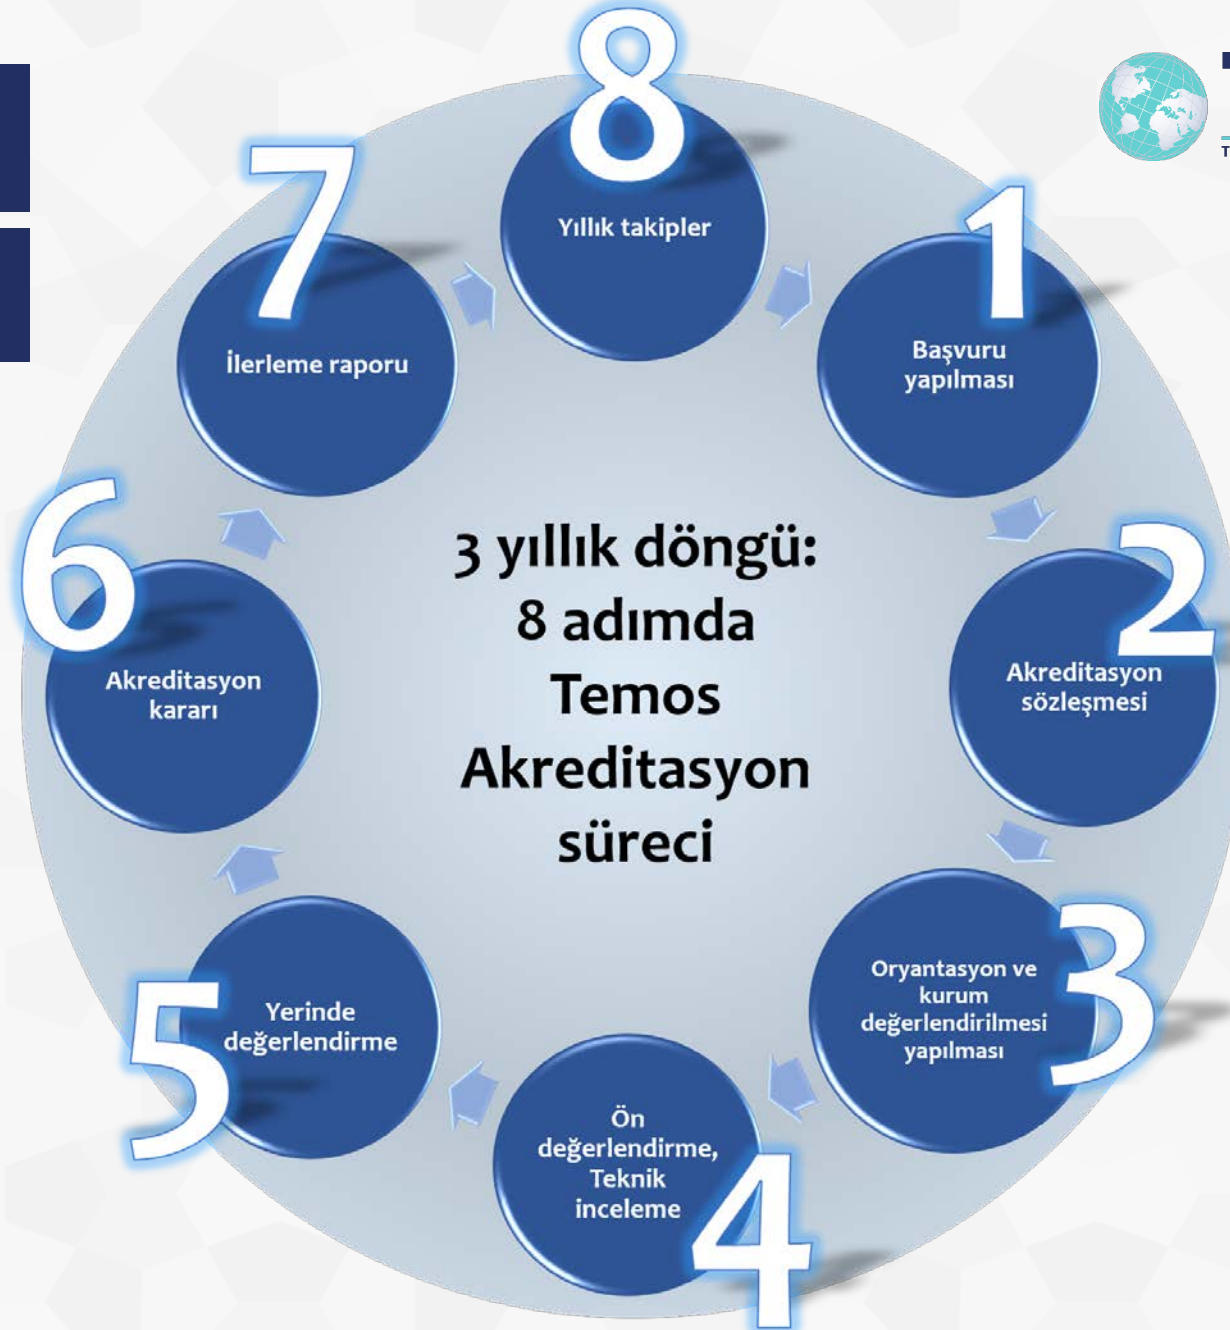 3 yıllık döngü:
8 adımda
Temos
Akreditasyon
süreci
1
Başvuru
yapılması
2
Akreditasyon
sözleşmesi
3
Oryantasyon ve
kurum
değerlendirilmesi
yapılması
4
Ön
değerlendirme,
Teknik
inceleme
5
Yerinde
değerlendirme
6
Akreditasyon
kararı
7
İlerleme raporu
8
Yıllık takipler